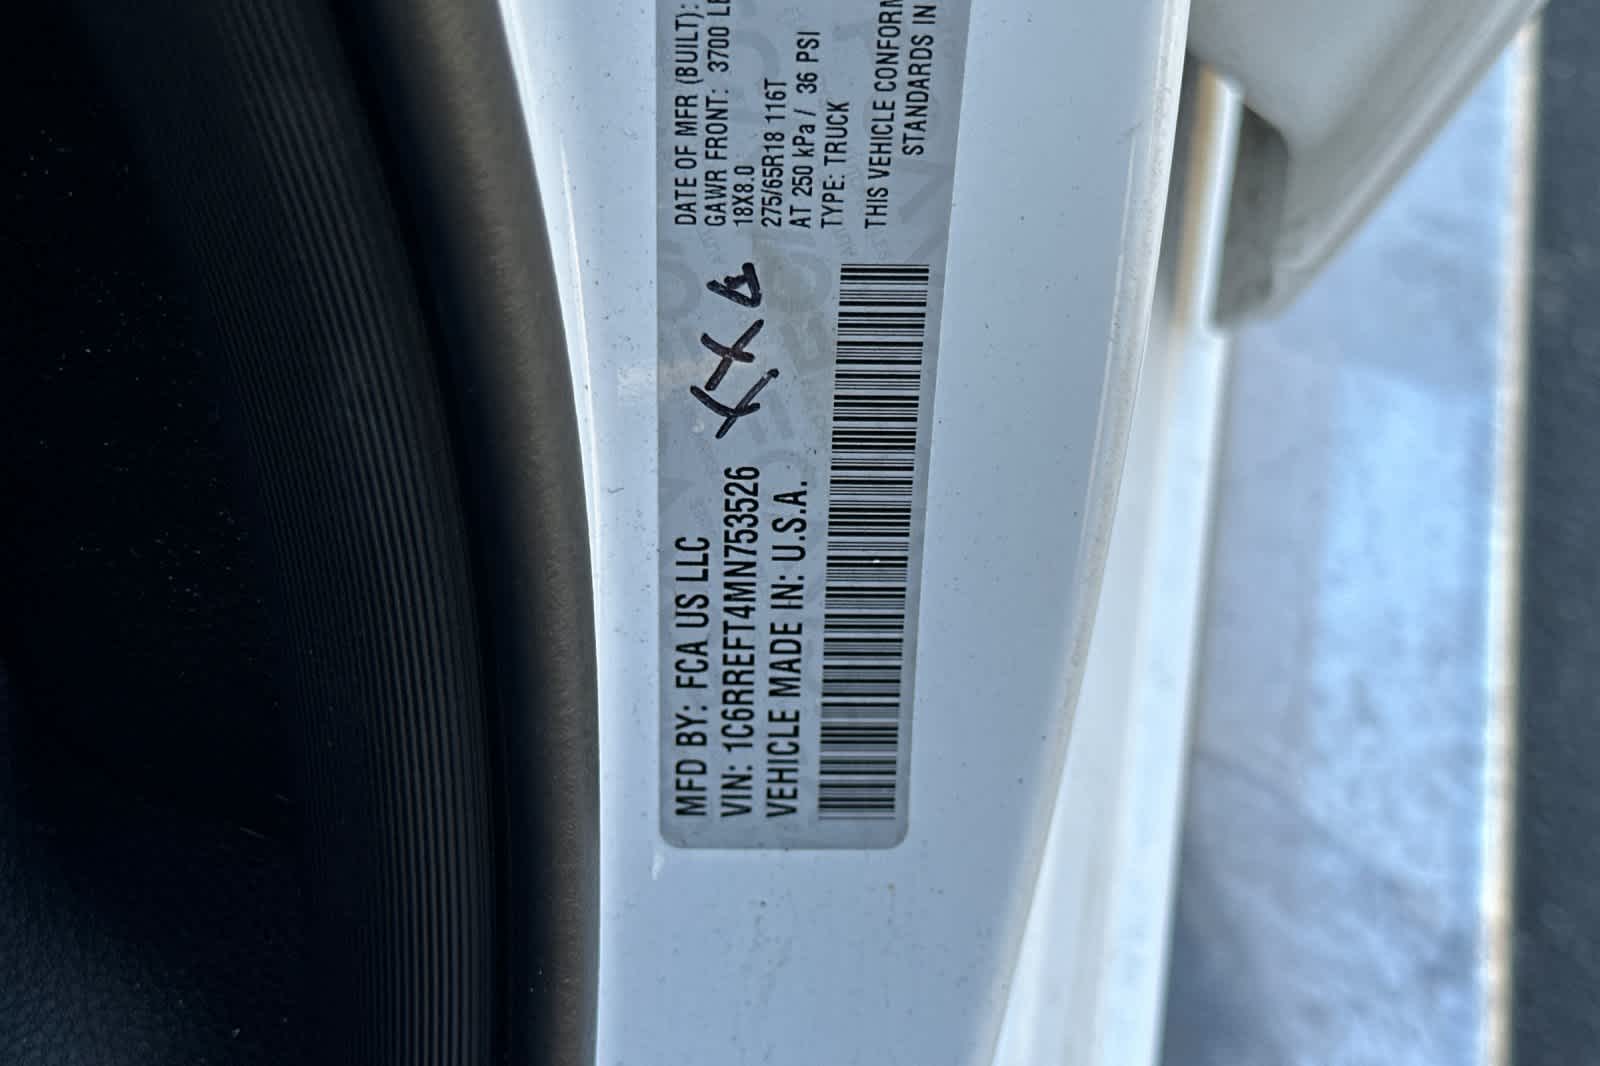 MFD BY: FCA US LLC
VIN: 1C6RREFT4MN753526
VEHICLE MADE IN: U.S.A.
DATE OF MFR (BUILT):
GAWR FRONT: 3700
18X8.0
275/65R18 116T
AT 250 kPa / 36 PSI
TYPE: TRUCK
THIS VEHICLE CONFORM
STANDARDS IN